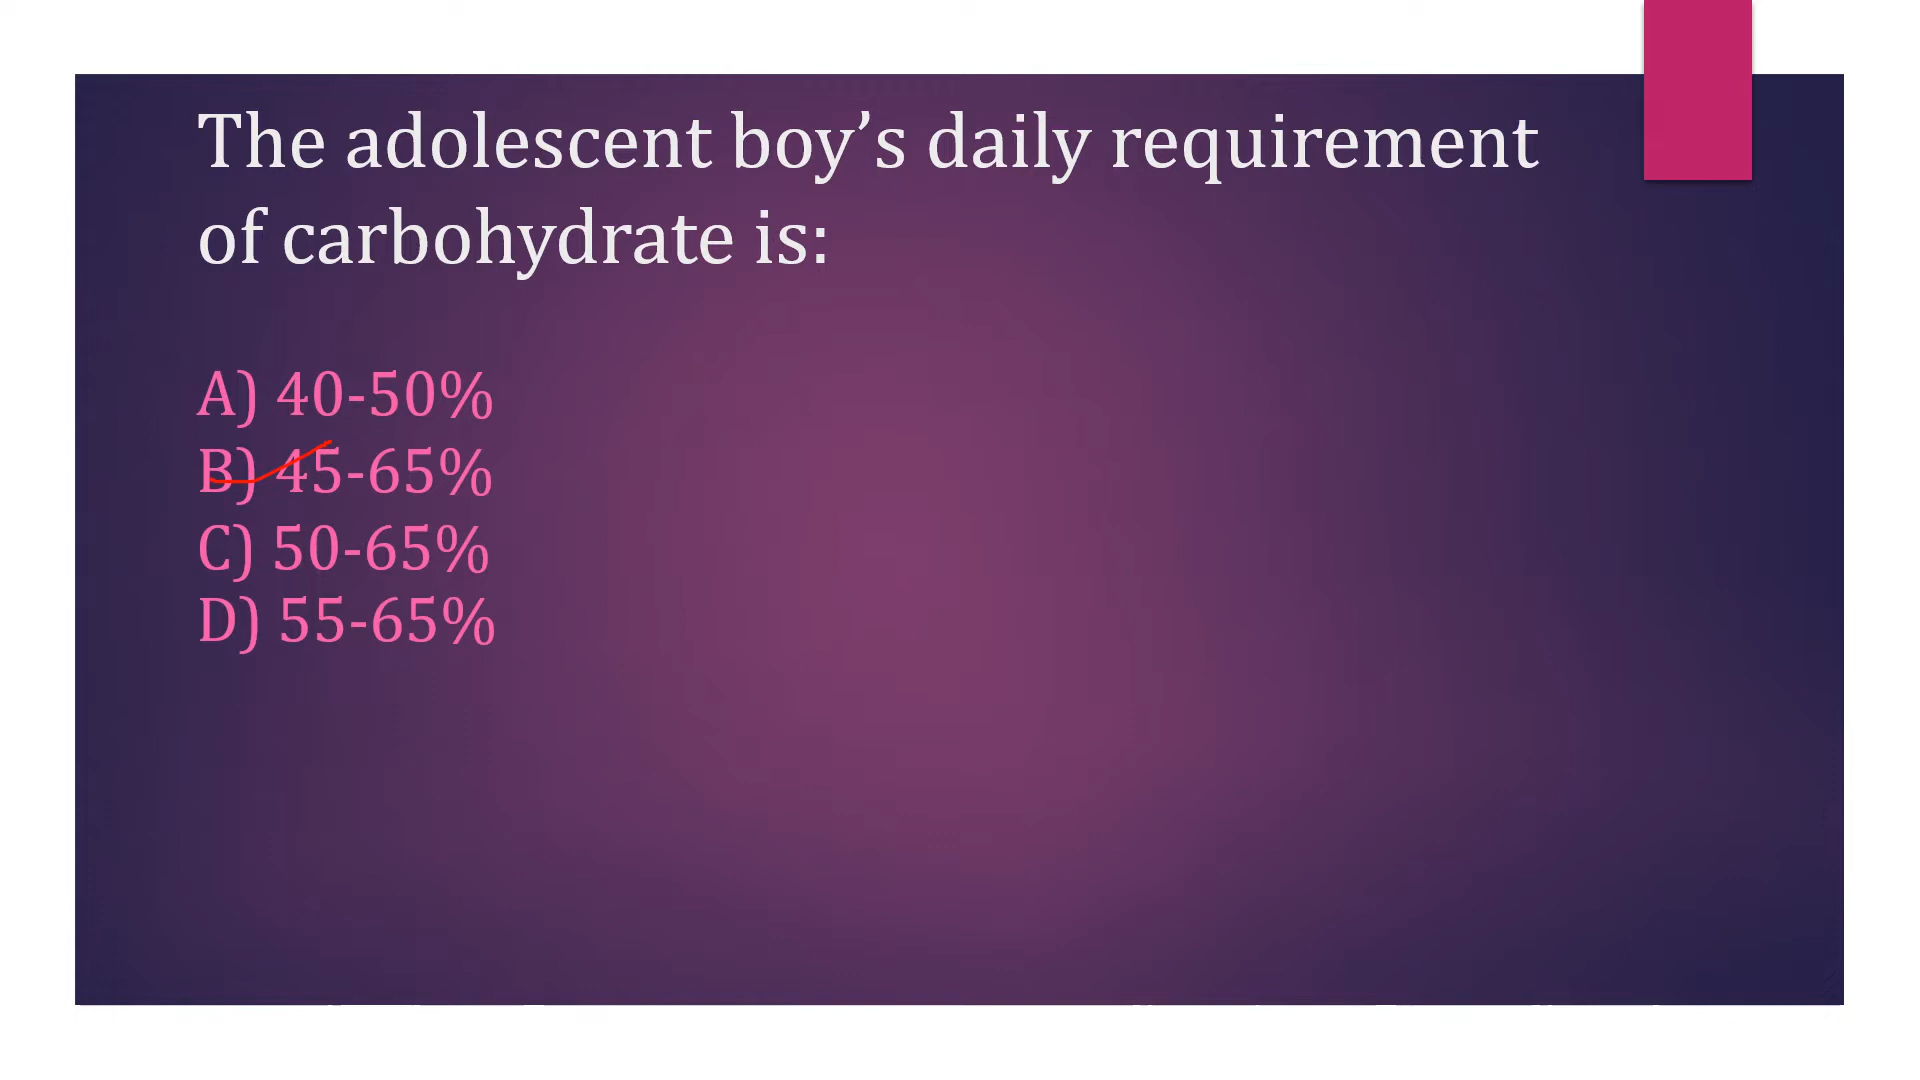 The adolescent boy’s daily requirement
of carbohydrate is:
A) 40-50%
B) 45-65%
C) 50-65%
D) 55-65%